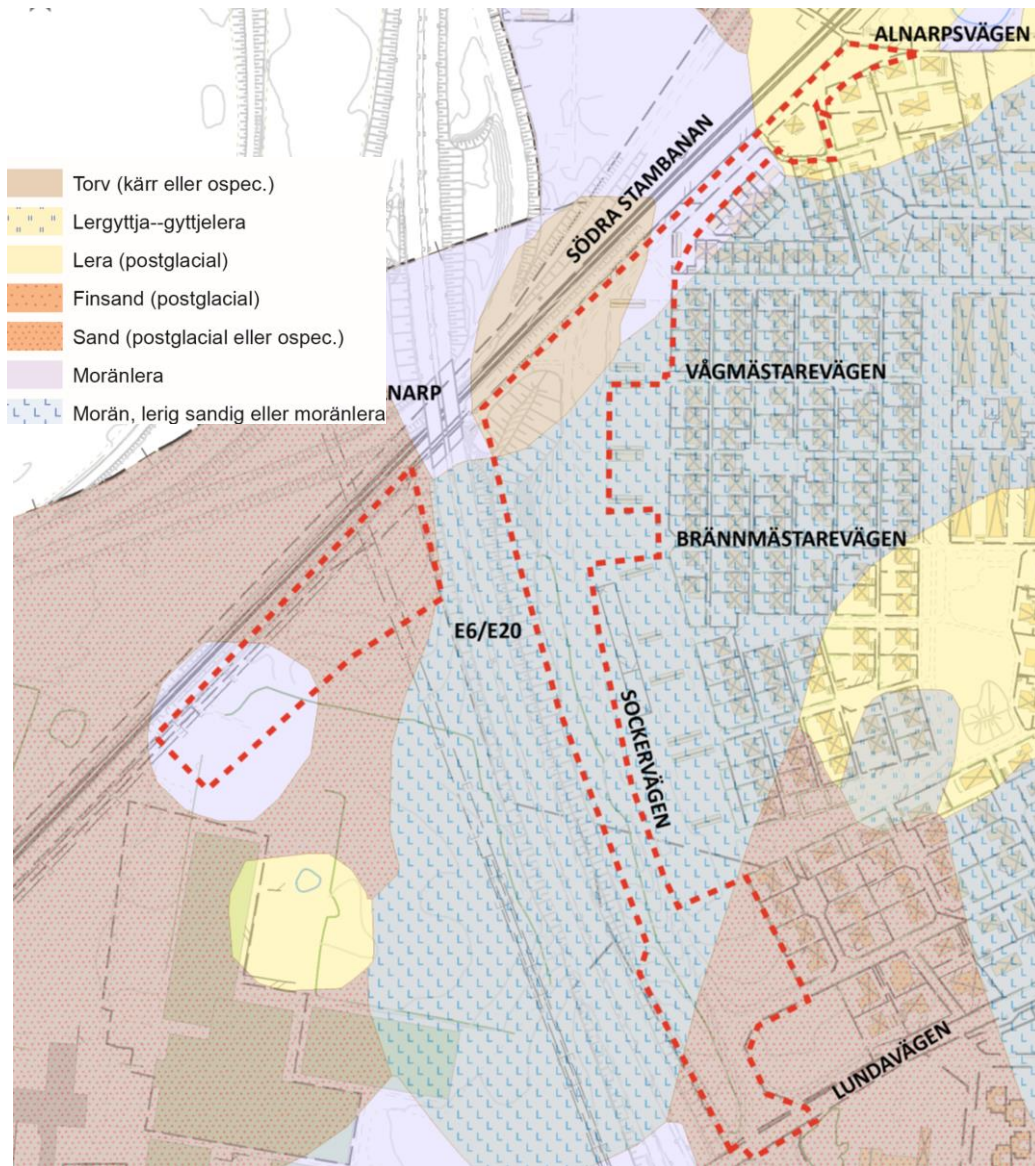 ALNARPSVÄGEN
SÖDRA STAMBANAN
Torv (kärr eller ospec.)
Lergyttja--gyttjelera
Lera (postglacial)
Finsand (postglacial)
Sand (postglacial eller ospec.)
Moränlera
Morän, lerig sandig eller moränlera
VÅGMÄSTAREVÄGEN
NARP
BRÄNNMÄSTAREVÄGEN
E6/E20
SOCKERVÄGEN
LUNDAVÄGEN